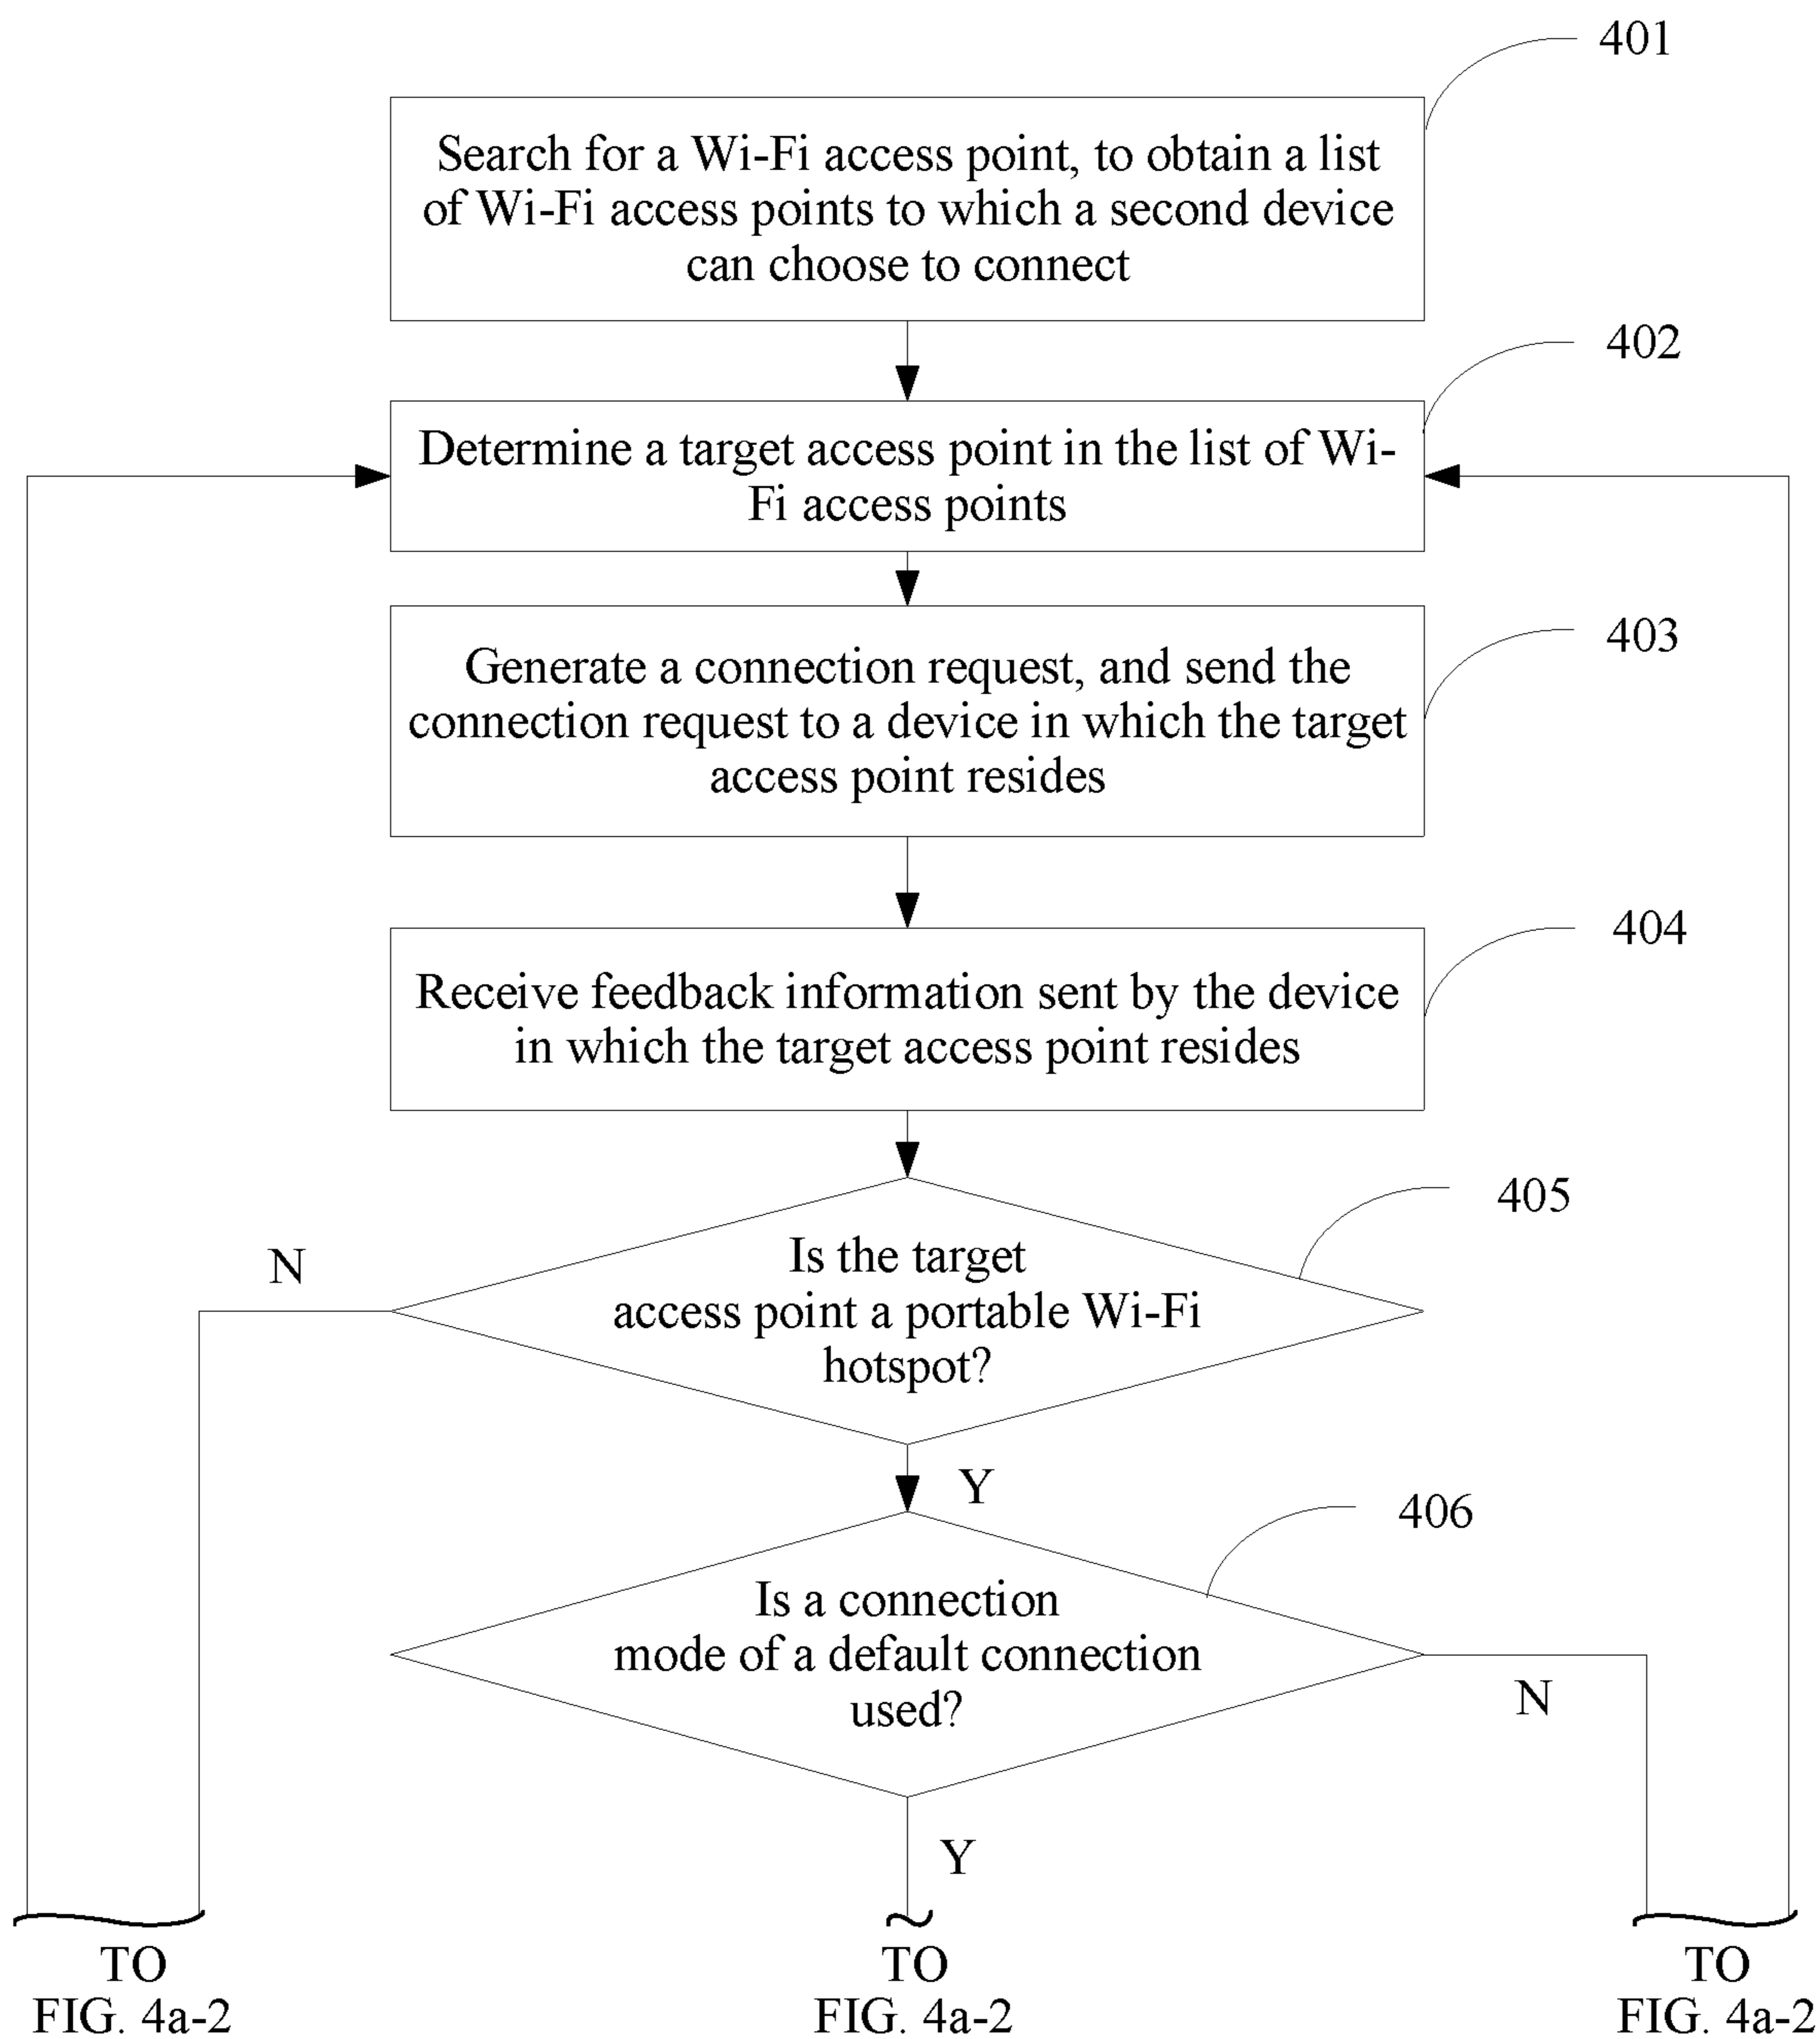 401
Search for a Wi-Fi access point, to obtain a list
of Wi-Fi access points to which a second device
can choose to connect
402
Determine a target access point in the list of Wi-
Fi access points
403
Generate a connection request, and send the
connection request to a device in which the target
access point resides
404
Receive feedback information sent by the device
in which the target access point resides
405
N
Is the target
access point a portable Wi-Fi
hotspot?
Y
406
Is a connection
mode of a default connection
used?
N
Y
TO
FIG. 4a-2
TO
FIG. 4a-2
TO
FIG. 4a-2